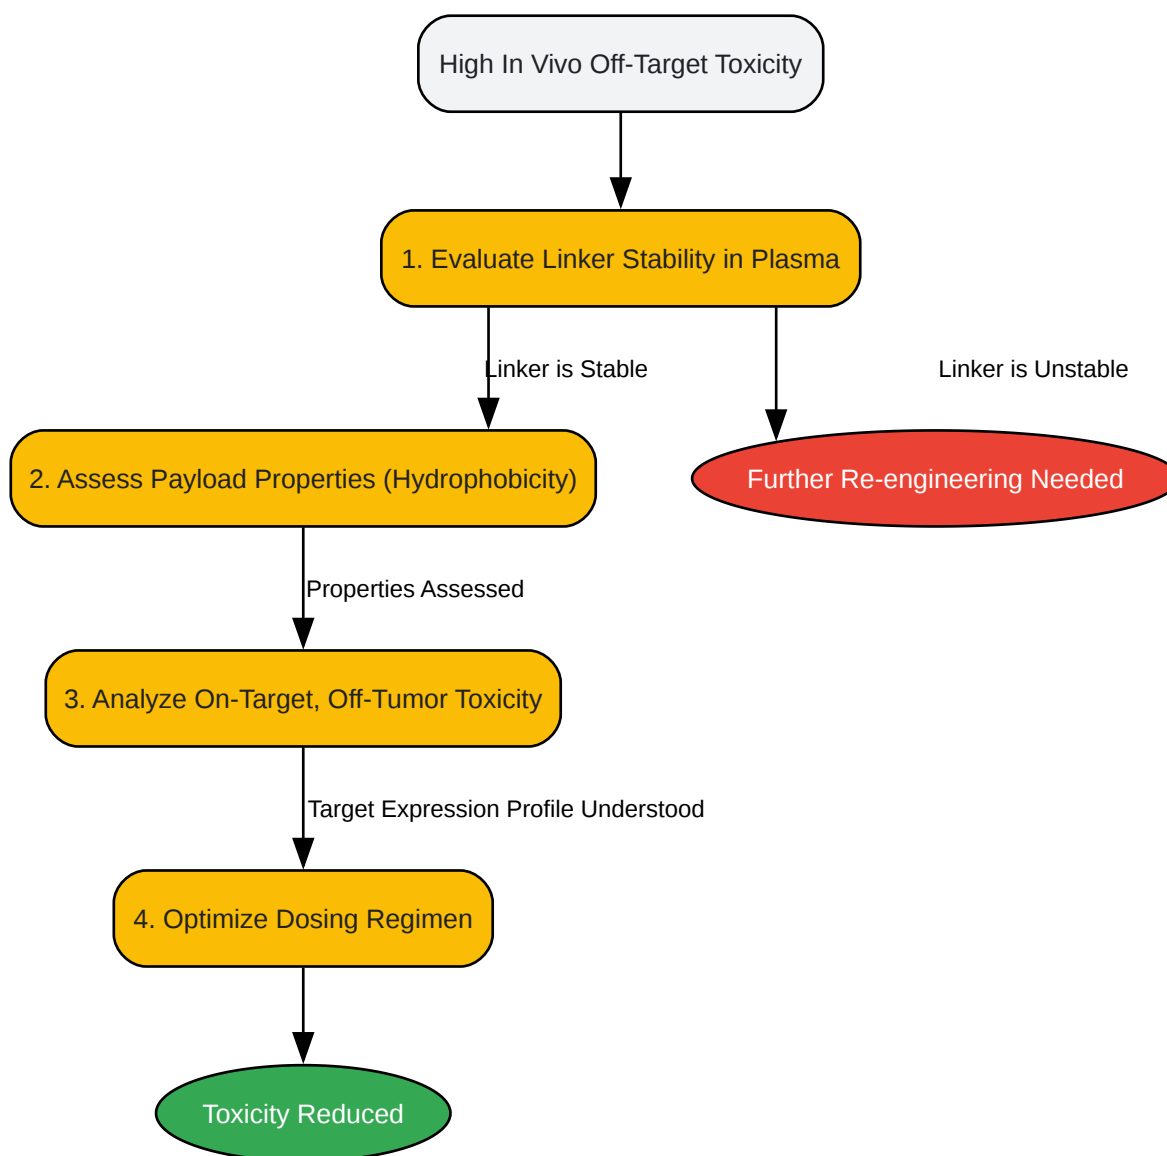 High In Vivo Off-Target Toxicity
1. Evaluate Linker Stability in Plasma
Linker is Stable
Linker is Unstable
2. Assess Payload Properties (Hydrophobicity)
Further Re-engineering Needed
Properties Assessed
3. Analyze On-Target, Off-Tumor Toxicity
Target Expression Profile Understood
4. Optimize Dosing Regimen
Toxicity Reduced